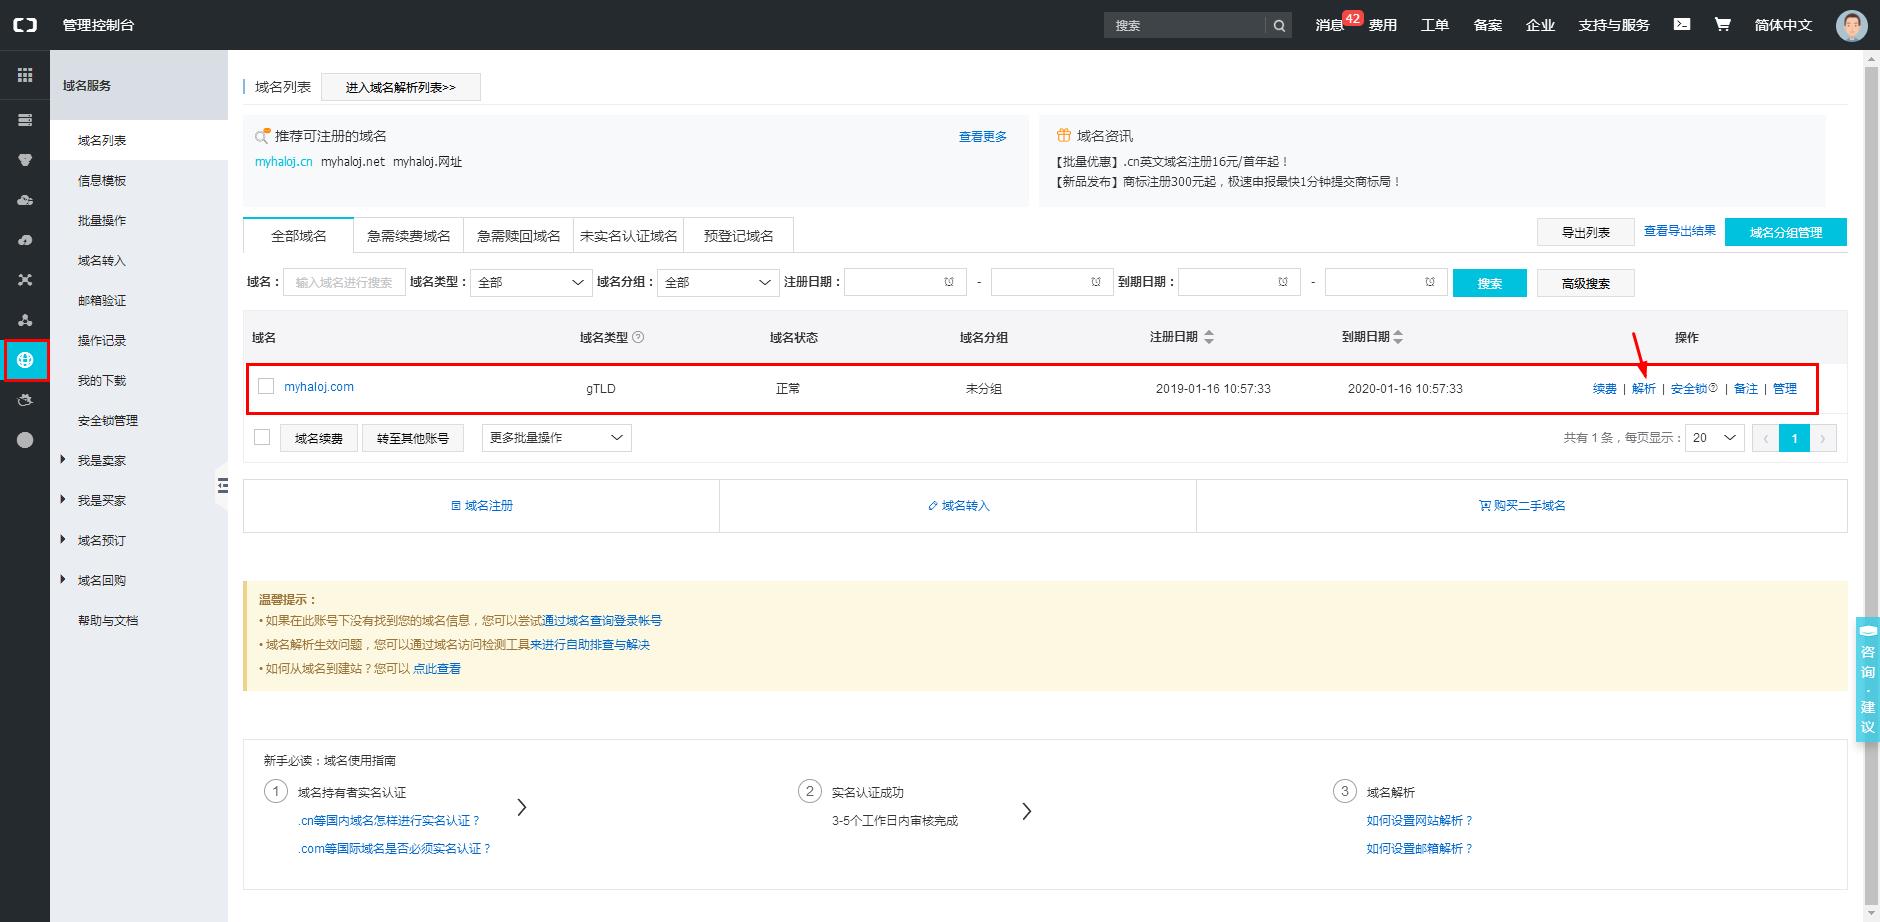 管理控制台
搜索
消息 42 费用 工单 备案 企业 支持与服务 简体中文
域名服务
域名列表
信息模板
批量操作
域名转入
邮箱验证
操作记录
我的下载
安全锁管理
我是卖家
我是买家
域名预订
域名回购
帮助与文档
域名列表 进入域名解析列表>>
推荐可注册的域名 查看更多
myhaloj.cn myhaloj.net myhaloj.网址
域名资讯
【批量优惠】.cn英文域名注册16元/首年起！
【新品发布】商标注册300元起，极速申报最快1分钟提交商标局！
全部域名 急需续费域名 急需赎回域名 未实名认证域名 预登记域名 导出列表 查看导出结果 域名分组管理
域名： 输入域名进行搜索 域名类型： 全部 域名分组： 全部 注册日期： - 到期日期： - 搜索 高级搜索
域名 域名类型 ? 域名状态 域名分组 注册日期 到期日期 操作
myhaloj.com gTLD 正常 未分组 2019-01-16 10:57:33 2020-01-16 10:57:33 续费 | 解析 | 安全锁? | 备注 | 管理
域名续费 转至其他账号 更多批量操作 共有 1 条，每页显示： 20 ‹ 1 ›
域名注册 域名转入 购买二手域名
温馨提示：
• 如果在此账号下没有找到您的域名信息，您可以尝试通过域名查询登录帐号
• 域名解析生效问题，您可以通过域名访问检测工具来进行自助排查与解决
• 如何从域名到建站？您可以 点此查看
新手必读：域名使用指南
1 域名持有者实名认证
.cn等国内域名怎样进行实名认证？
.com等国际域名是否必须实名认证？
2 实名认证成功
3-5个工作日内审核完成
3 域名解析
如何设置网站解析？
如何设置邮箱解析？
咨询·建议